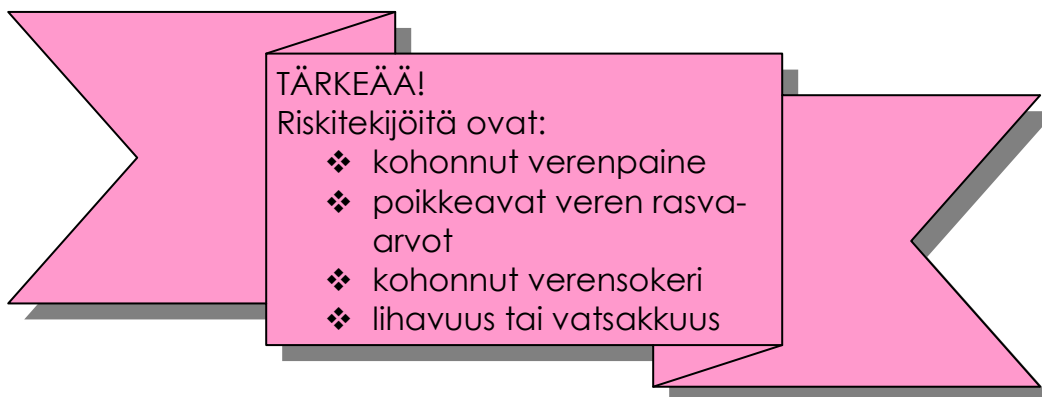 TÄRKEÄÄ!
Riskitekijöitä ovat:
❖ kohonnut verenpaine
❖ poikkeavat veren rasva-
arvot
❖ kohonnut verensokeri
❖ lihavuus tai vatsakkuus